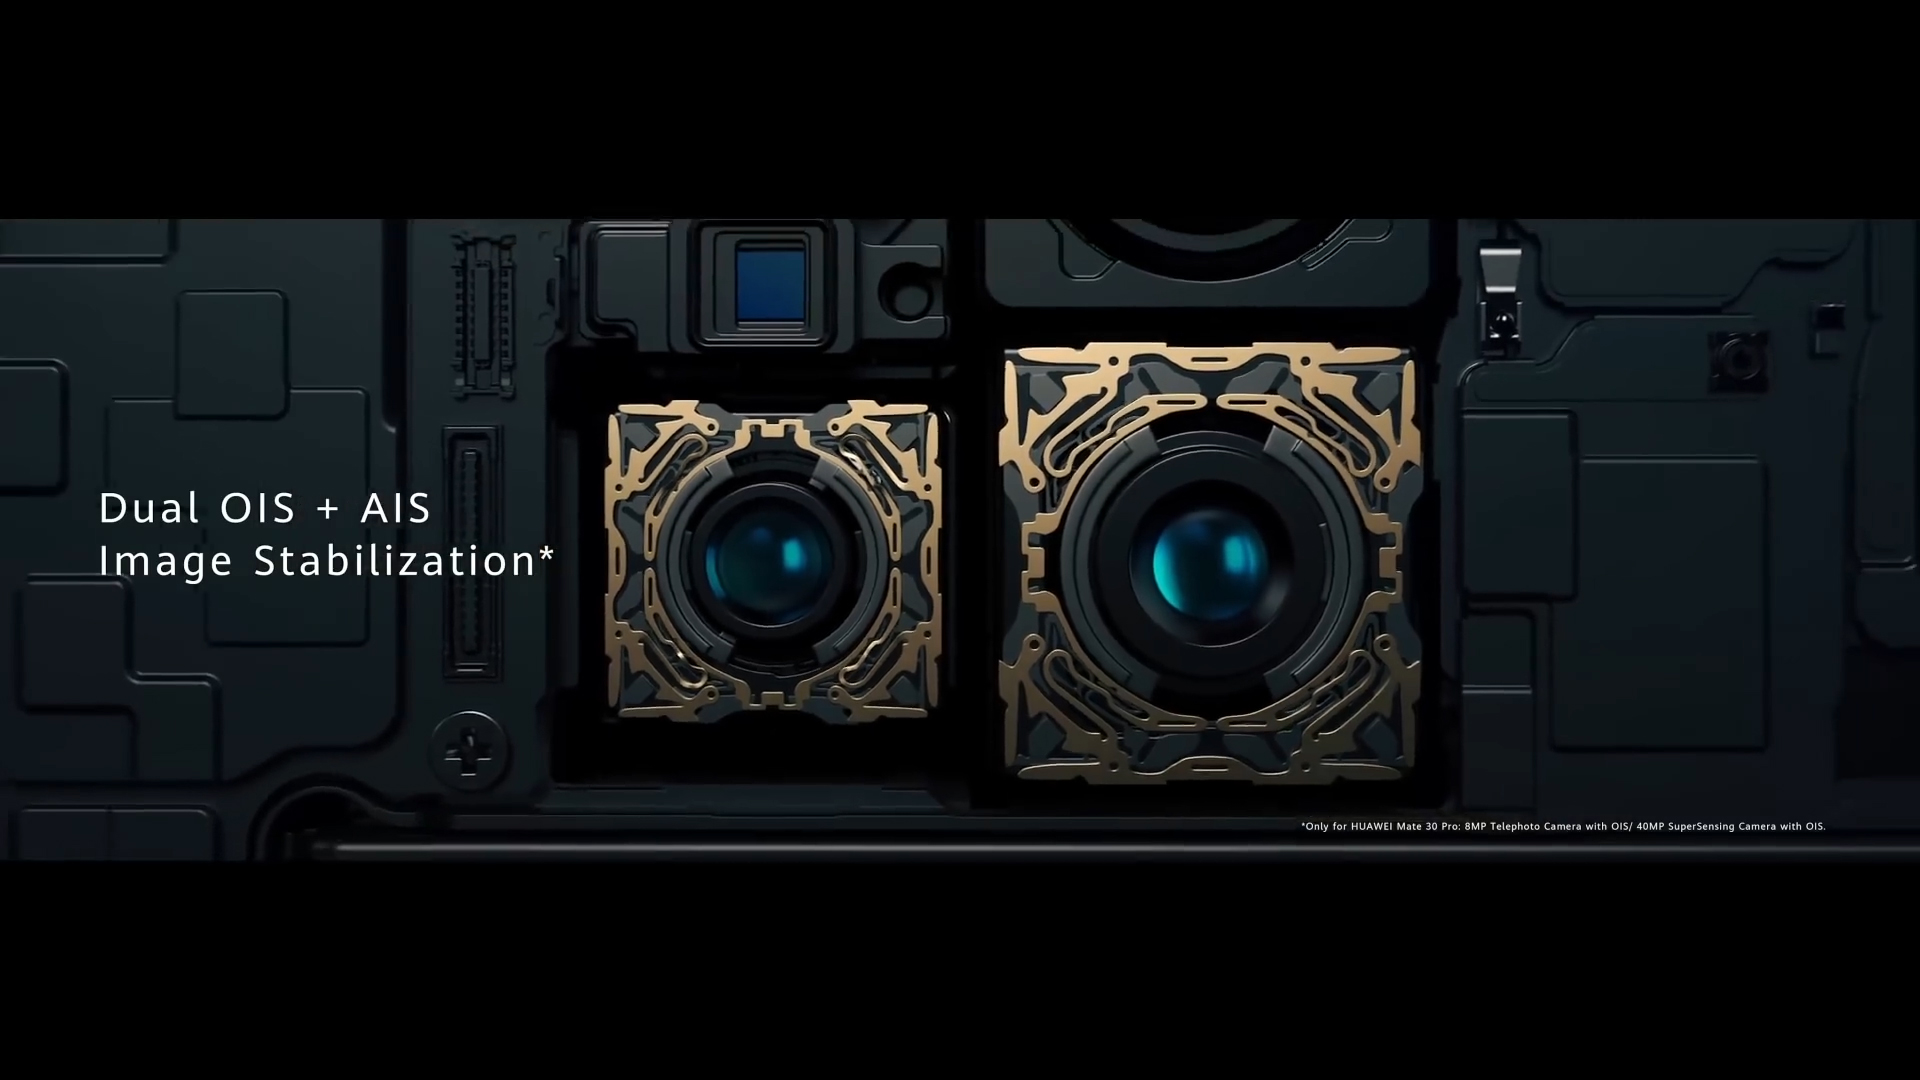 Dual OIS + AIS
Image Stabilization*
*Only for HUAWEI Mate 30 Pro: 8MP Telephoto Camera with OIS/ 40MP SuperSensing Camera with OIS.